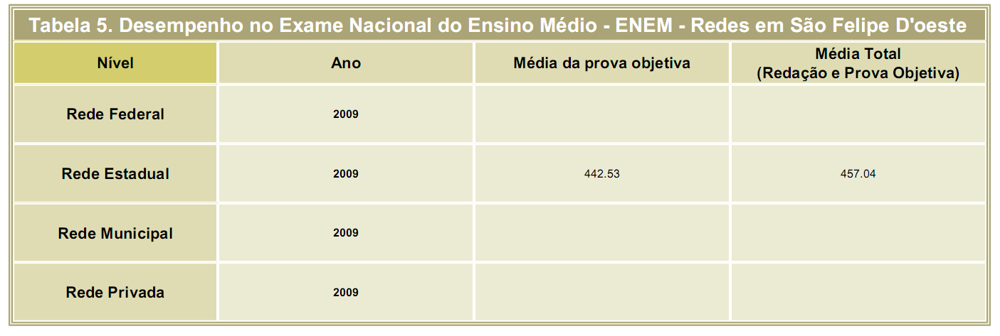 Tabela 5. Desempenho no Exame Nacional do Ensino Médio - ENEM - Redes em São Felipe D'oeste
Nível Ano Média da prova objetiva Média Total
(Redação e Prova Objetiva)
Rede Federal 2009
Rede Estadual 2009 442.53 457.04
Rede Municipal 2009
Rede Privada 2009